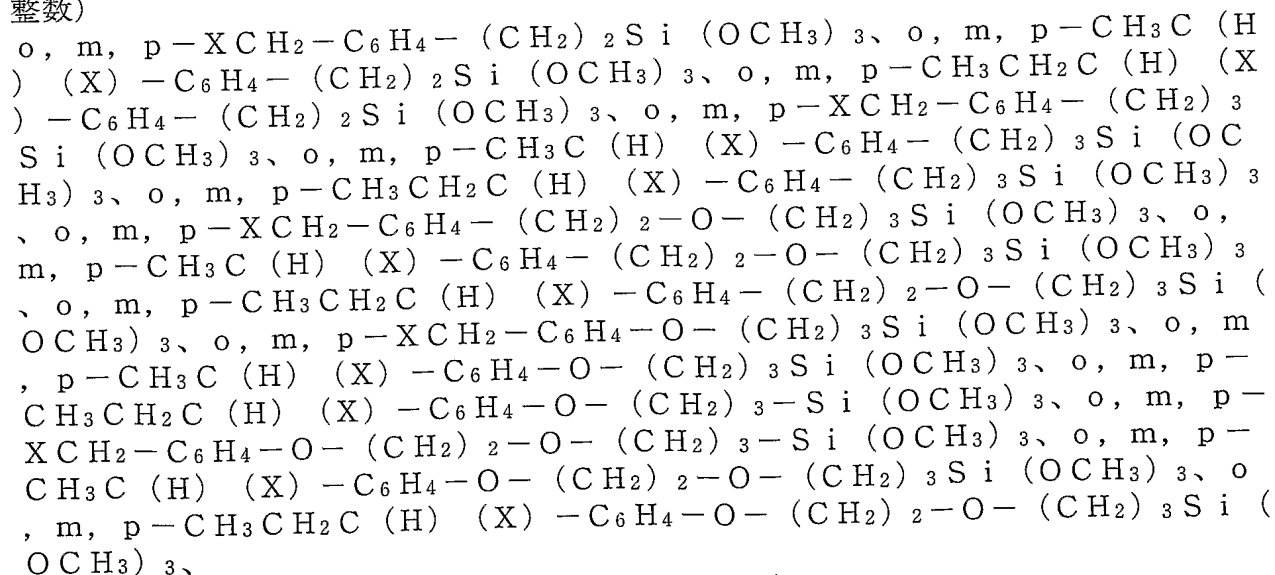 整数)
o, m, p-XCH2-C6H4-(CH2)2Si(OCH3)3、o, m, p-CH3C(H
)(X)-C6H4-(CH2)2Si(OCH3)3、o, m, p-CH3CH2C(H)(X
)-C6H4-(CH2)2Si(OCH3)3、o, m, p-XCH2-C6H4-(CH2)3
Si(OCH3)3、o, m, p-CH3C(H)(X)-C6H4-(CH2)3Si(OC
H3)3、o, m, p-CH3CH2C(H)(X)-C6H4-(CH2)3Si(OCH3)3
、o, m, p-XCH2-C6H4-(CH2)2-O-(CH2)3Si(OCH3)3、o,
m, p-CH3C(H)(X)-C6H4-(CH2)2-O-(CH2)3Si(OCH3)3
、o, m, p-CH3CH2C(H)(X)-C6H4-(CH2)2-O-(CH2)3Si(
OCH3)3、o, m, p-XCH2-C6H4-O-(CH2)3Si(OCH3)3、o, m
, p-CH3C(H)(X)-C6H4-O-(CH2)3Si(OCH3)3、o, m, p-
CH3CH2C(H)(X)-C6H4-O-(CH2)3-Si(OCH3)3、o, m, p-
XCH2-C6H4-O-(CH2)2-O-(CH2)3-Si(OCH3)3、o, m, p-
CH3C(H)(X)-C6H4-O-(CH2)2-O-(CH2)3Si(OCH3)3、o
, m, p-CH3CH2C(H)(X)-C6H4-O-(CH2)2-O-(CH2)3Si(
OCH3)3、